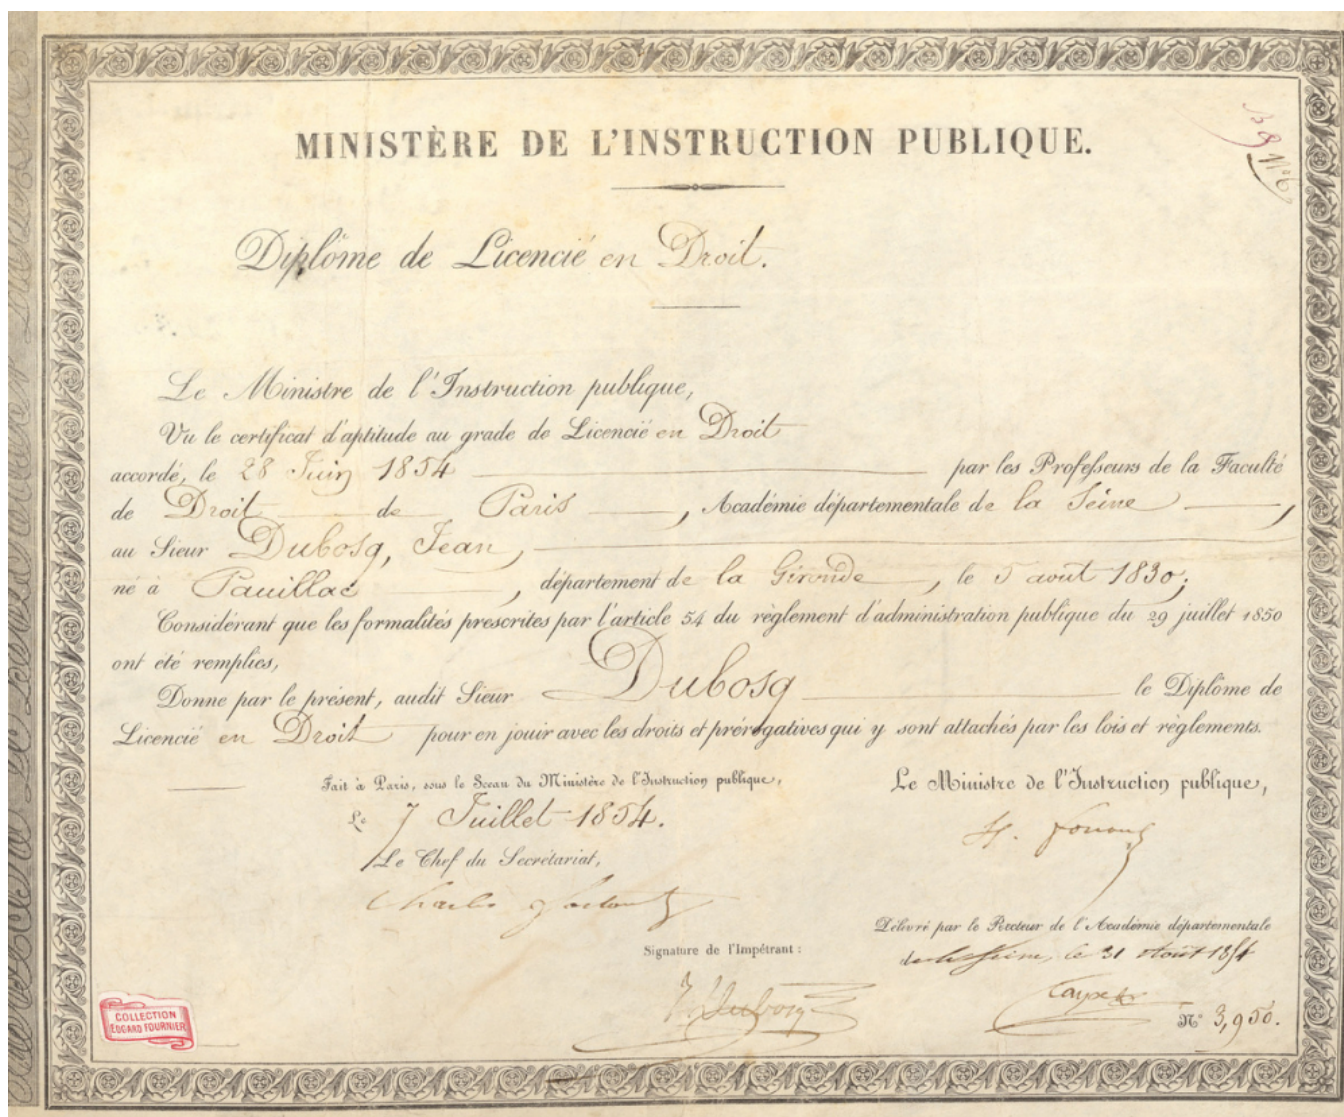 MINISTÈRE DE L'INSTRUCTION PUBLIQUE.
Diplôme de Licencié en Droit.
Le Ministre de l'Instruction publique,
Vu le certificat d'aptitude au grade de Licencié en Droit
accordé, le 28 Juin 1854 par les Professeurs de la Faculté
de Droit de Paris, Académie départementale de la Seine,
au Sieur Dubosq, Jean,
né à Pauillac, département de la Gironde, le 5 août 1830;
Considérant que les formalités prescrites par l'article 54 du règlement d'administration publique du 29 juillet 1850
ont été remplies,
Donne par le présent, audit Sieur Dubosq le Diplôme de
Licencié en Droit pour en jouir avec les droits et prérogatives qui y sont attachés par les lois et règlements.
Fait à Paris, sous le Sceau du Ministère de l'Instruction publique,
Le 7 Juillet 1854.
Le Chef du Secrétariat,
Charles
Le Ministre de l'Instruction publique,
H. Fortoul
Délivré par le Recteur de l'Académie départementale
de la Seine, le 31 Août 1854
Signature de l'Impétrant :
J. Dubosq
N° 3,950.
COLLECTION
EDGARD FOURNIER